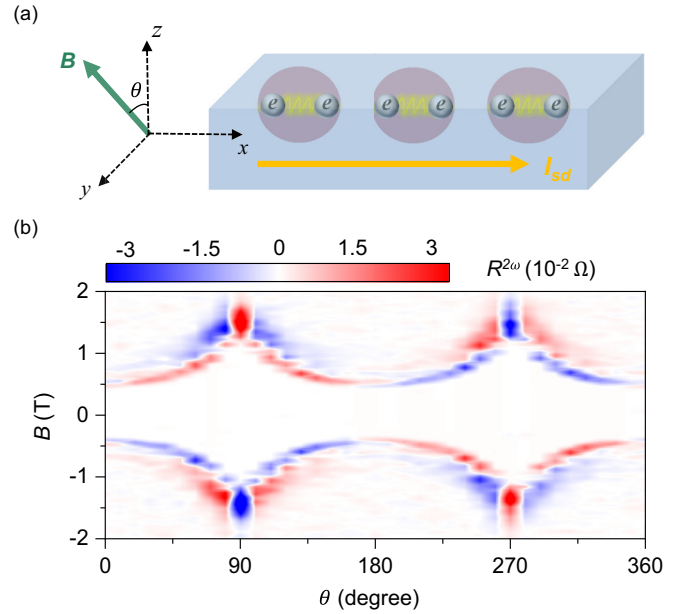 (a)
z
B
θ
x
y
e e e e e e
I_sd
(b)
-3 -1.5 0 1.5 3 R^{2ω} (10^{-2} Ω)
2
1
0
-1
-2
B (T)
0 90 180 270 360
θ (degree)